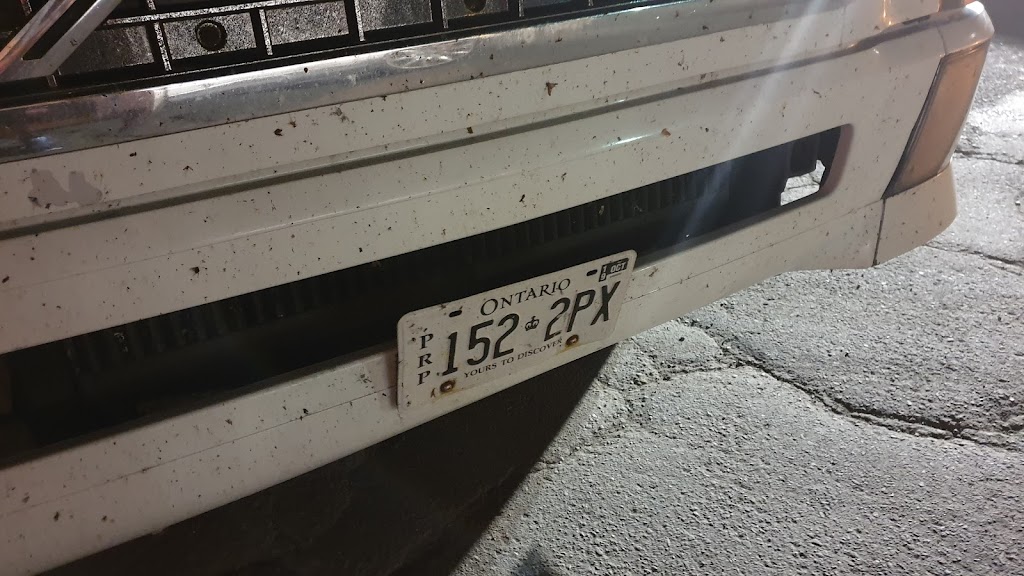 ONTARIO
OCT
PRP
152 2PX
YOURS TO DISCOVER